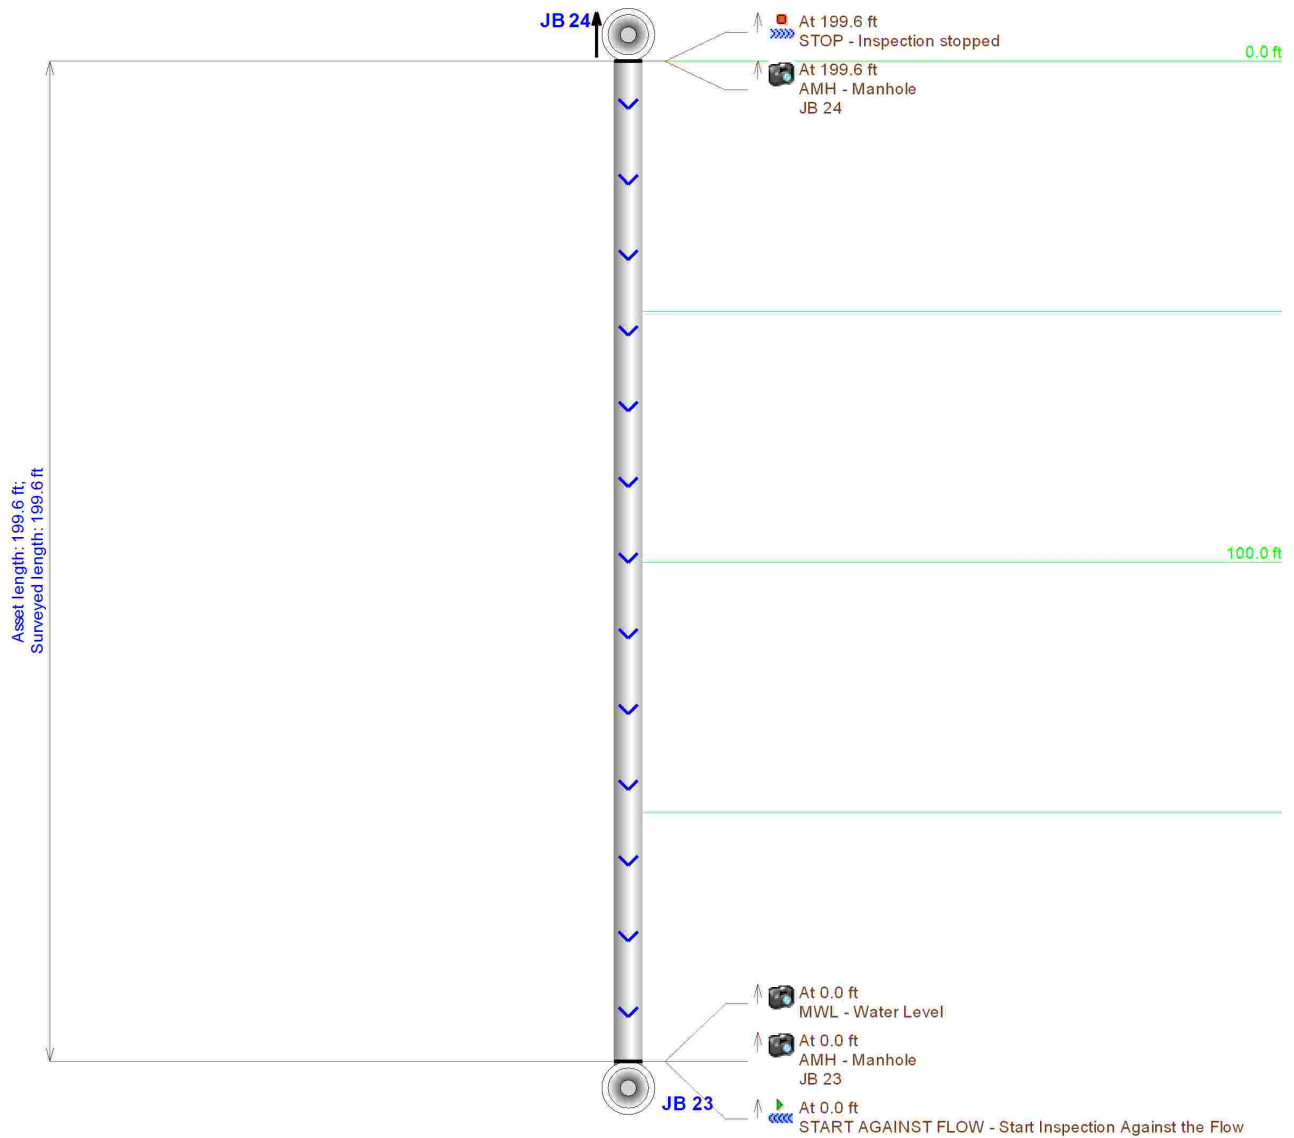 JB 24
At 199.6 ft
STOP - Inspection stopped
0.0 ft
At 199.6 ft
AMH - Manhole
JB 24
Asset length: 199.6 ft;
Surveyed length: 199.6 ft
100.0 ft
At 0.0 ft
MWL - Water Level
At 0.0 ft
AMH - Manhole
JB 23
JB 23
At 0.0 ft
START AGAINST FLOW - Start Inspection Against the Flow